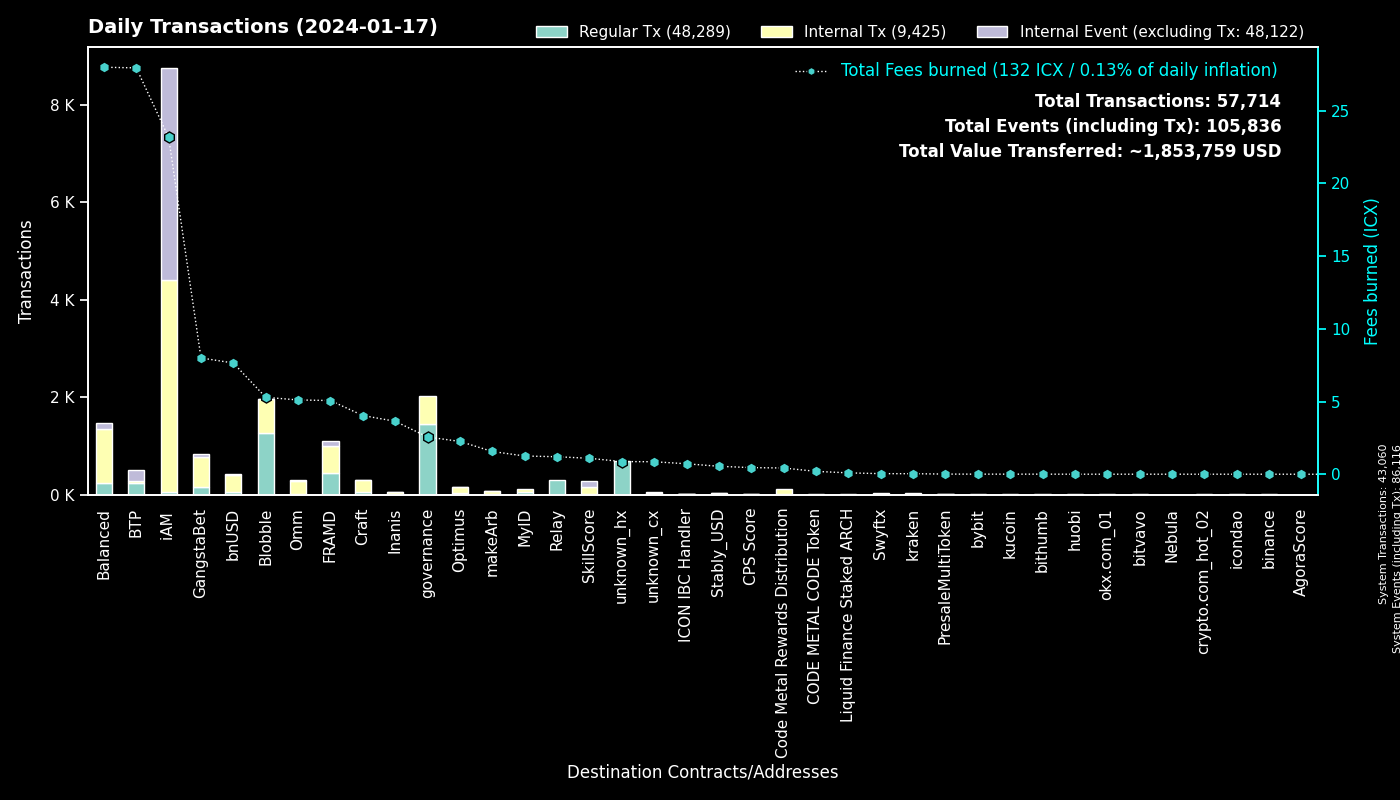 Daily Transactions (2024-01-17)
Regular Tx (48,289)
Internal Tx (9,425)
Internal Event (excluding Tx: 48,122)
Total Fees burned (132 ICX / 0.13% of daily inflation)
Total Transactions: 57,714
Total Events (including Tx): 105,836
Total Value Transferred: ~1,853,759 USD
Transactions
8 K
6 K
4 K
2 K
0 K
25
20
15
10
5
0
Fees burned (ICX)
System Transactions: 43,060
System Events (including Tx): 86,116
Balanced
BTP
iAM
GangstaBet
bnUSD
Blobble
Omm
FRAMD
Craft
Inanis
governance
Optimus
makeArb
MyID
Relay
SkillScore
unknown_hx
unknown_cx
ICON IBC Handler
Stably_USD
CPS Score
Code Metal Rewards Distribution
CODE METAL CODE Token
Liquid Finance Staked ARCH
Swyftx
kraken
PresaleMultiToken
bybit
kucoin
bithumb
huobi
okx.com_01
bitvavo
Nebula
crypto.com_hot_02
icondao
binance
AgoraScore
Destination Contracts/Addresses